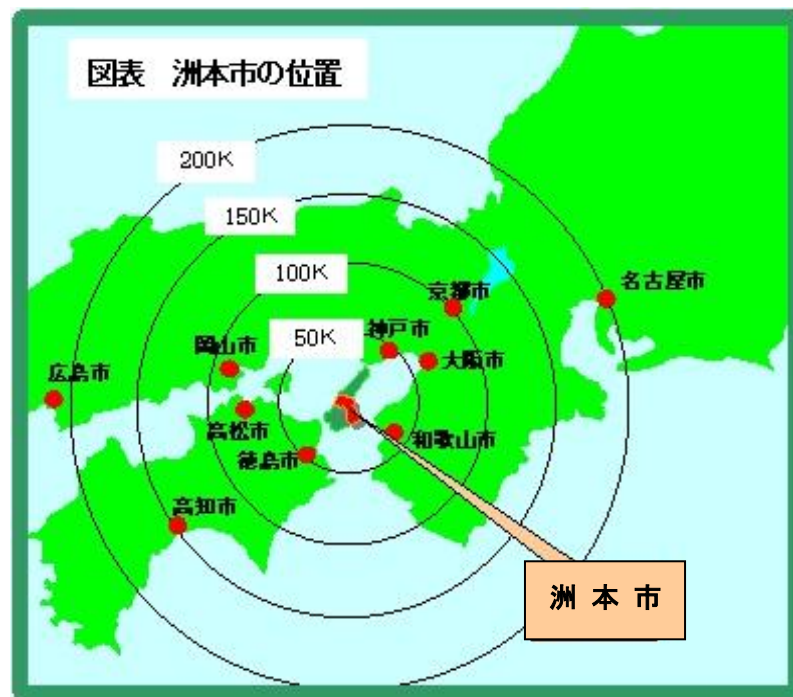 図表　洲本市の位置
200K
150K
100K
50K
京都市
名古屋市
神戸市
岡山市
大阪市
広島市
高松市
和歌山市
徳島市
高知市
洲 本 市